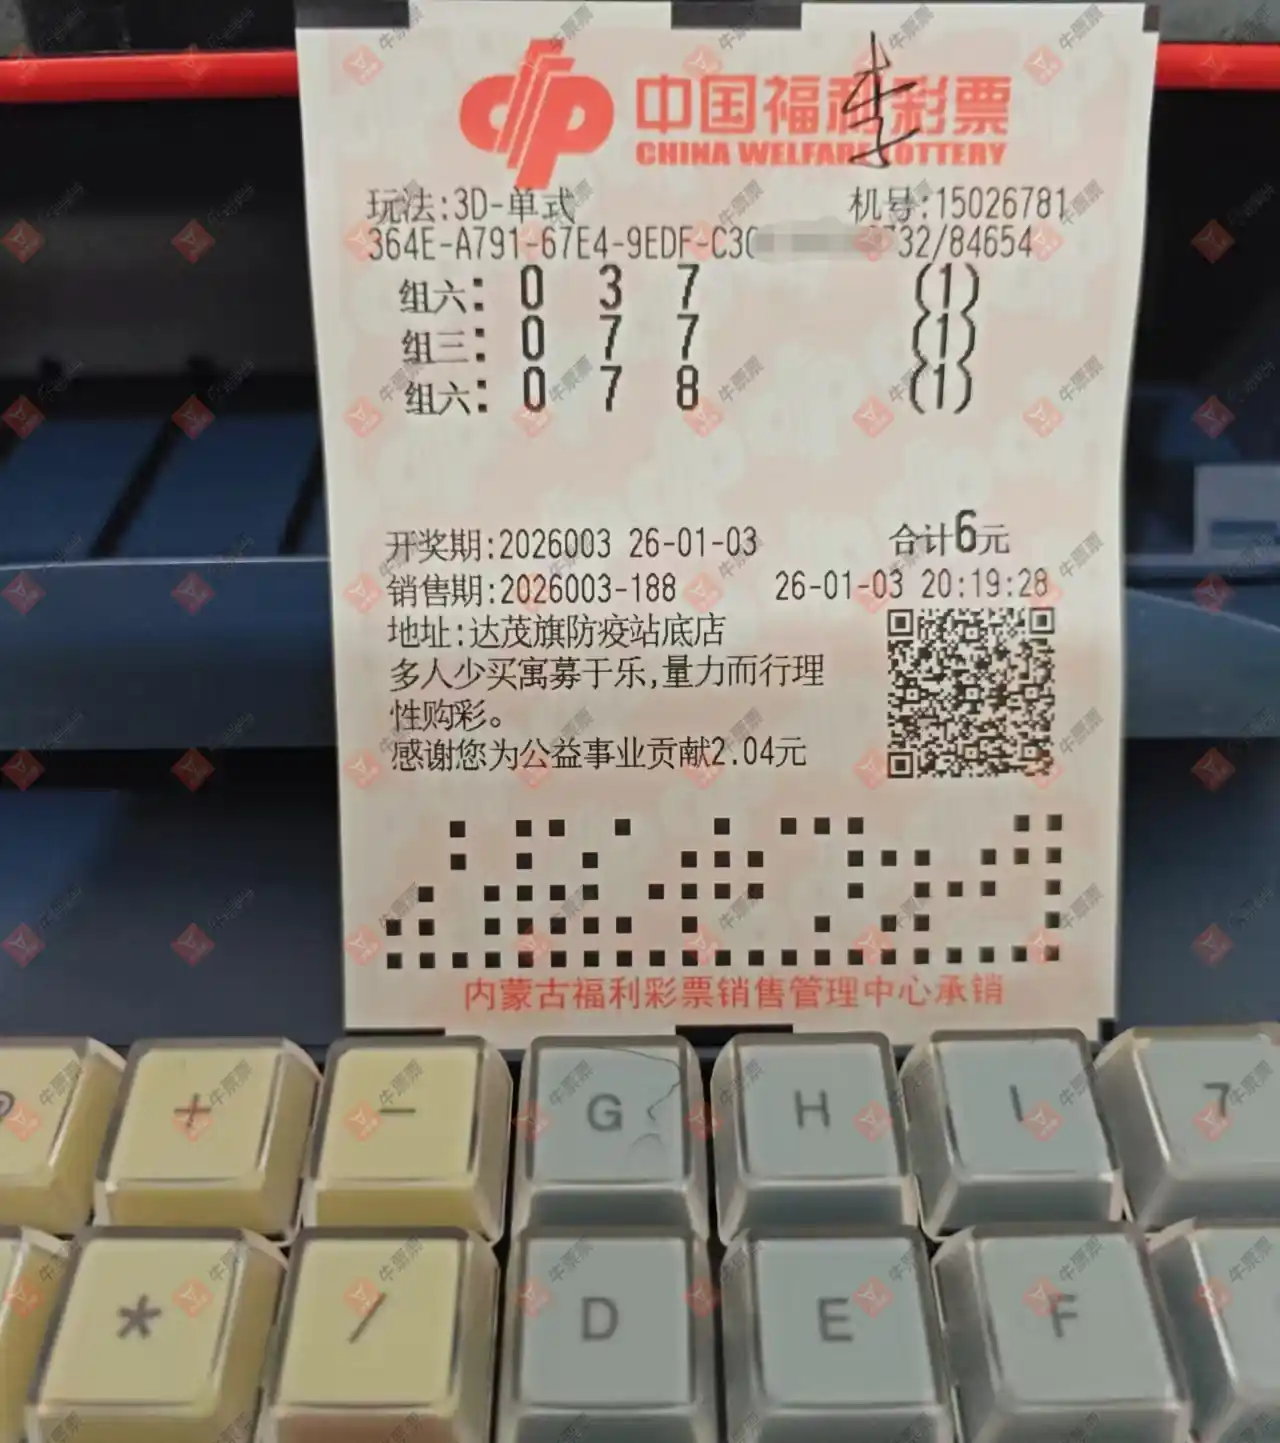 中国福利彩票
CHINA WELFARE LOTTERY
玩法:3D-单式 机号:15026781
364E-A791-67E4-9EDF-C30 732/84654
组六: 0 3 7 (1)
组三: 0 7 7 (1)
组六: 0 7 8 (1)
开奖期:2026003 26-01-03 合计6元
销售期:2026003-188 26-01-03 20:19:28
地址:达茂旗防疫站底店
多人少买寓募于乐,量力而行理
性购彩。
感谢您为公益事业贡献2.04元
内蒙古福利彩票销售管理中心承销
+ - G H I 7
* / D E F
牛票票